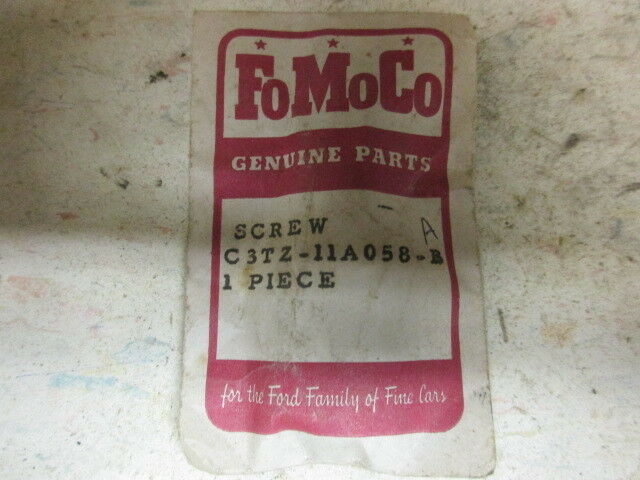 FoMoCo
GENUINE PARTS
SCREW
A
C3TZ-11A058-B
1 PIECE
for the Ford Family of Fine Cars